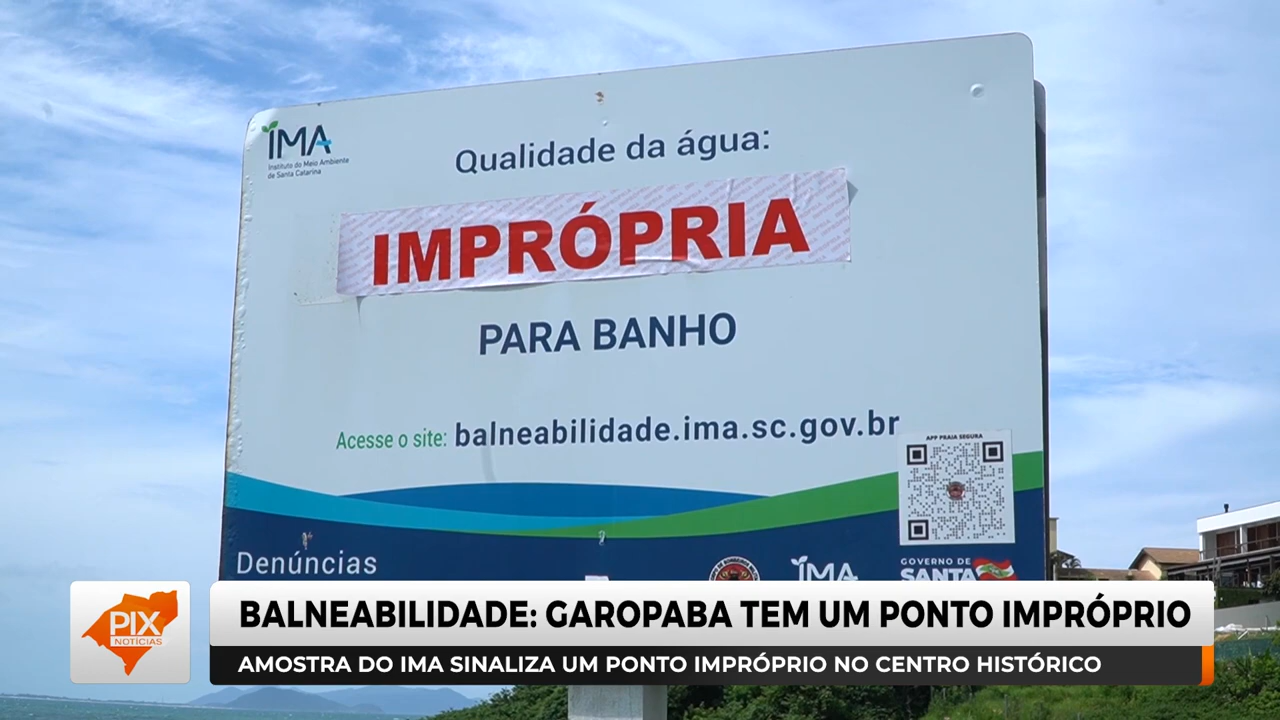 IMA
Instituto do Meio Ambiente
de Santa Catarina
Qualidade da água:
IMPRÓPRIA
PARA BANHO
Acesse o site: balneabilidade.ima.sc.gov.br
APP PRAIA SEGURA
Denúncias
IMA
GOVERNO DE
SANTA
PIX
NOTÍCIAS
BALNEABILIDADE: GAROPABA TEM UM PONTO IMPRÓPRIO
AMOSTRA DO IMA SINALIZA UM PONTO IMPRÓPRIO NO CENTRO HISTÓRICO